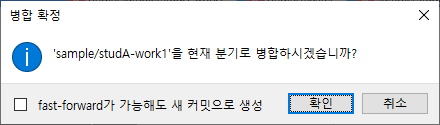 병합 확정
'sample/studA-work1'을 현재 분기로 병합하시겠습니까?
fast-forward가 가능해도 새 커밋으로 생성
확인
취소